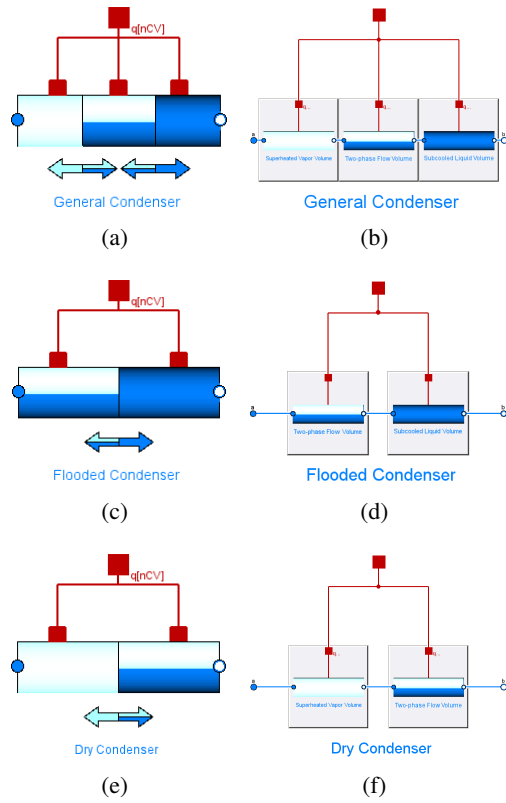 q[nCV]
General Condenser
(a)
a
b
q...
q...
q...
Superheated Vapor Volume
Two-phase Flow Volume
Subcooled Liquid Volume
General Condenser
(b)
q[nCV]
Flooded Condenser
(c)
a
b
Two-phase Flow Volume
Subcooled Liquid Volume
Flooded Condenser
(d)
q[nCV]
Dry Condenser
(e)
a
b
q...
q...
Superheated Vapor Volume
Two-phase Flow Volume
Dry Condenser
(f)